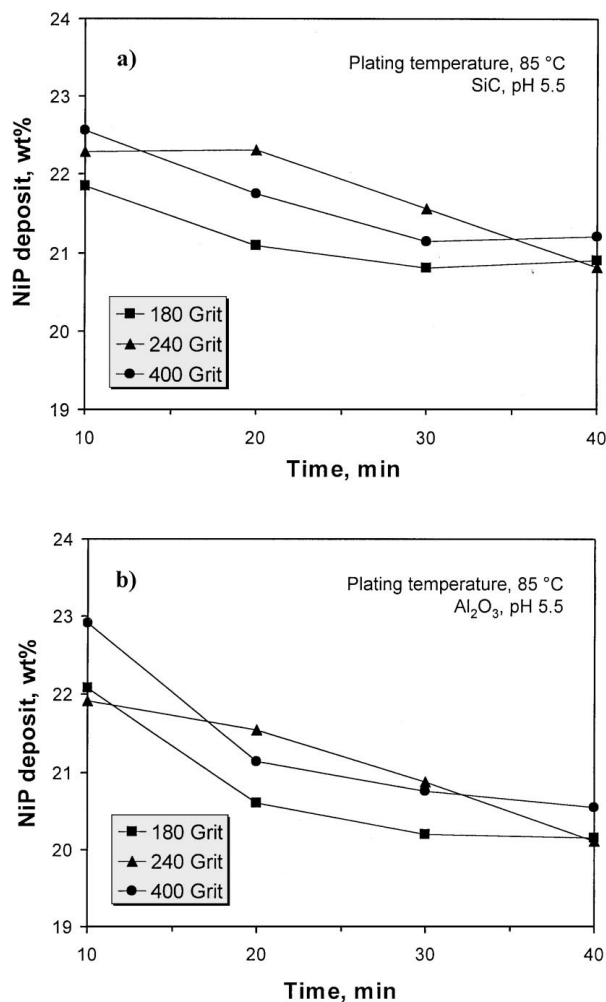 24
23
22
21
20
19
NiP deposit, wt%
a)
Plating temperature, 85 °C
SiC, pH 5.5
180 Grit
240 Grit
400 Grit
10 20 30 40
Time, min
24
23
22
21
20
19
NiP deposit, wt%
b)
Plating temperature, 85 °C
Al₂O₃, pH 5.5
180 Grit
240 Grit
400 Grit
10 20 30 40
Time, min